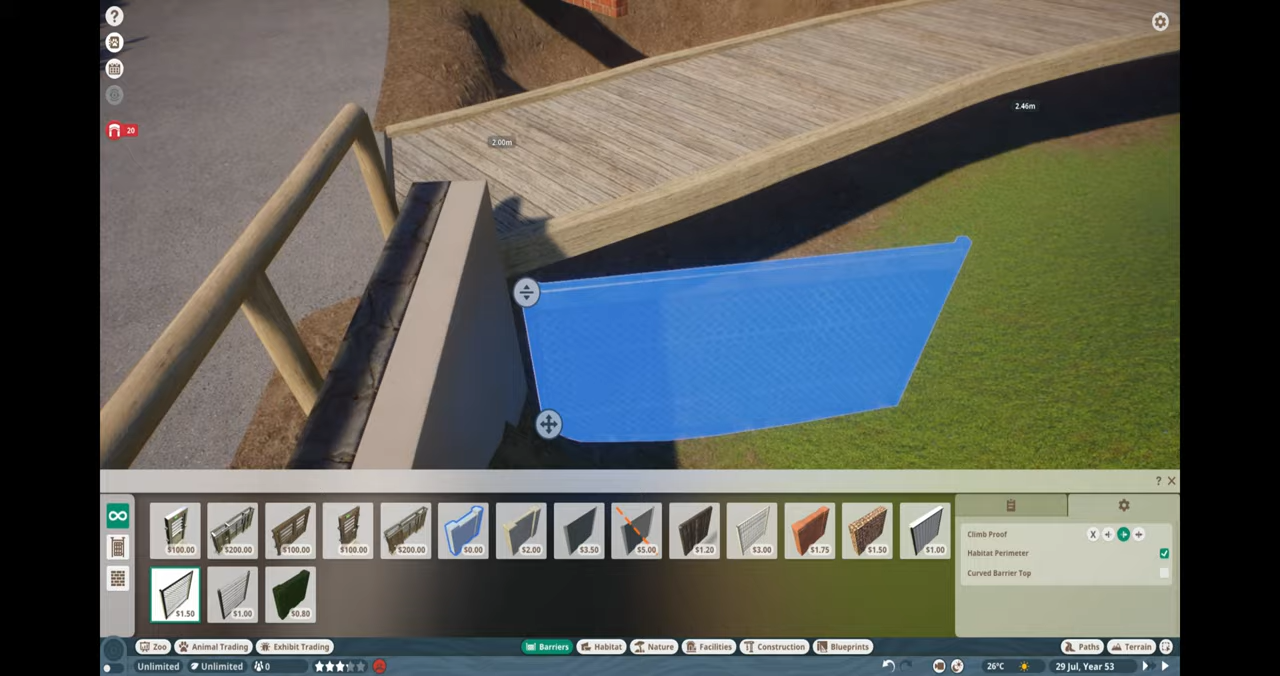 ?
20
2.00m
2.46m
? ×
$100.00 $200.00 $100.00 $100.00 $200.00 $0.00 $2.00 $3.50 $5.00 $1.20 $3.00 $1.75 $1.50 $1.00
$1.50 $1.00 $0.80
Climb Proof
Habitat Perimeter
Curved Barrier Top
Zoo Animal Trading Exhibit Trading Barriers Habitat Nature Facilities Construction Blueprints Paths Terrain
Unlimited Unlimited 0 26°C 29 Jul, Year 53